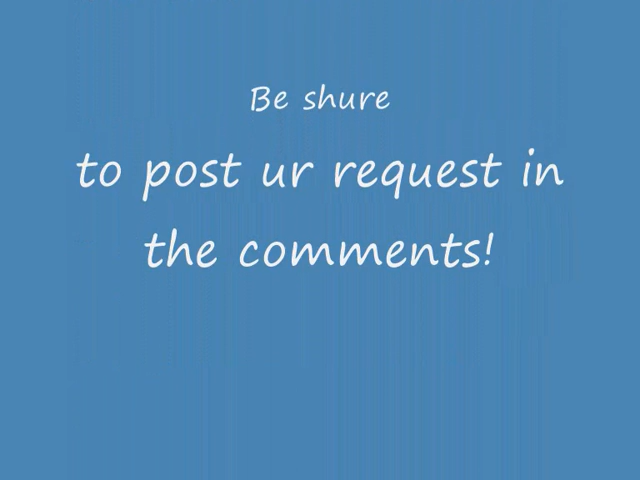 Be shure
to post ur request in
the comments!